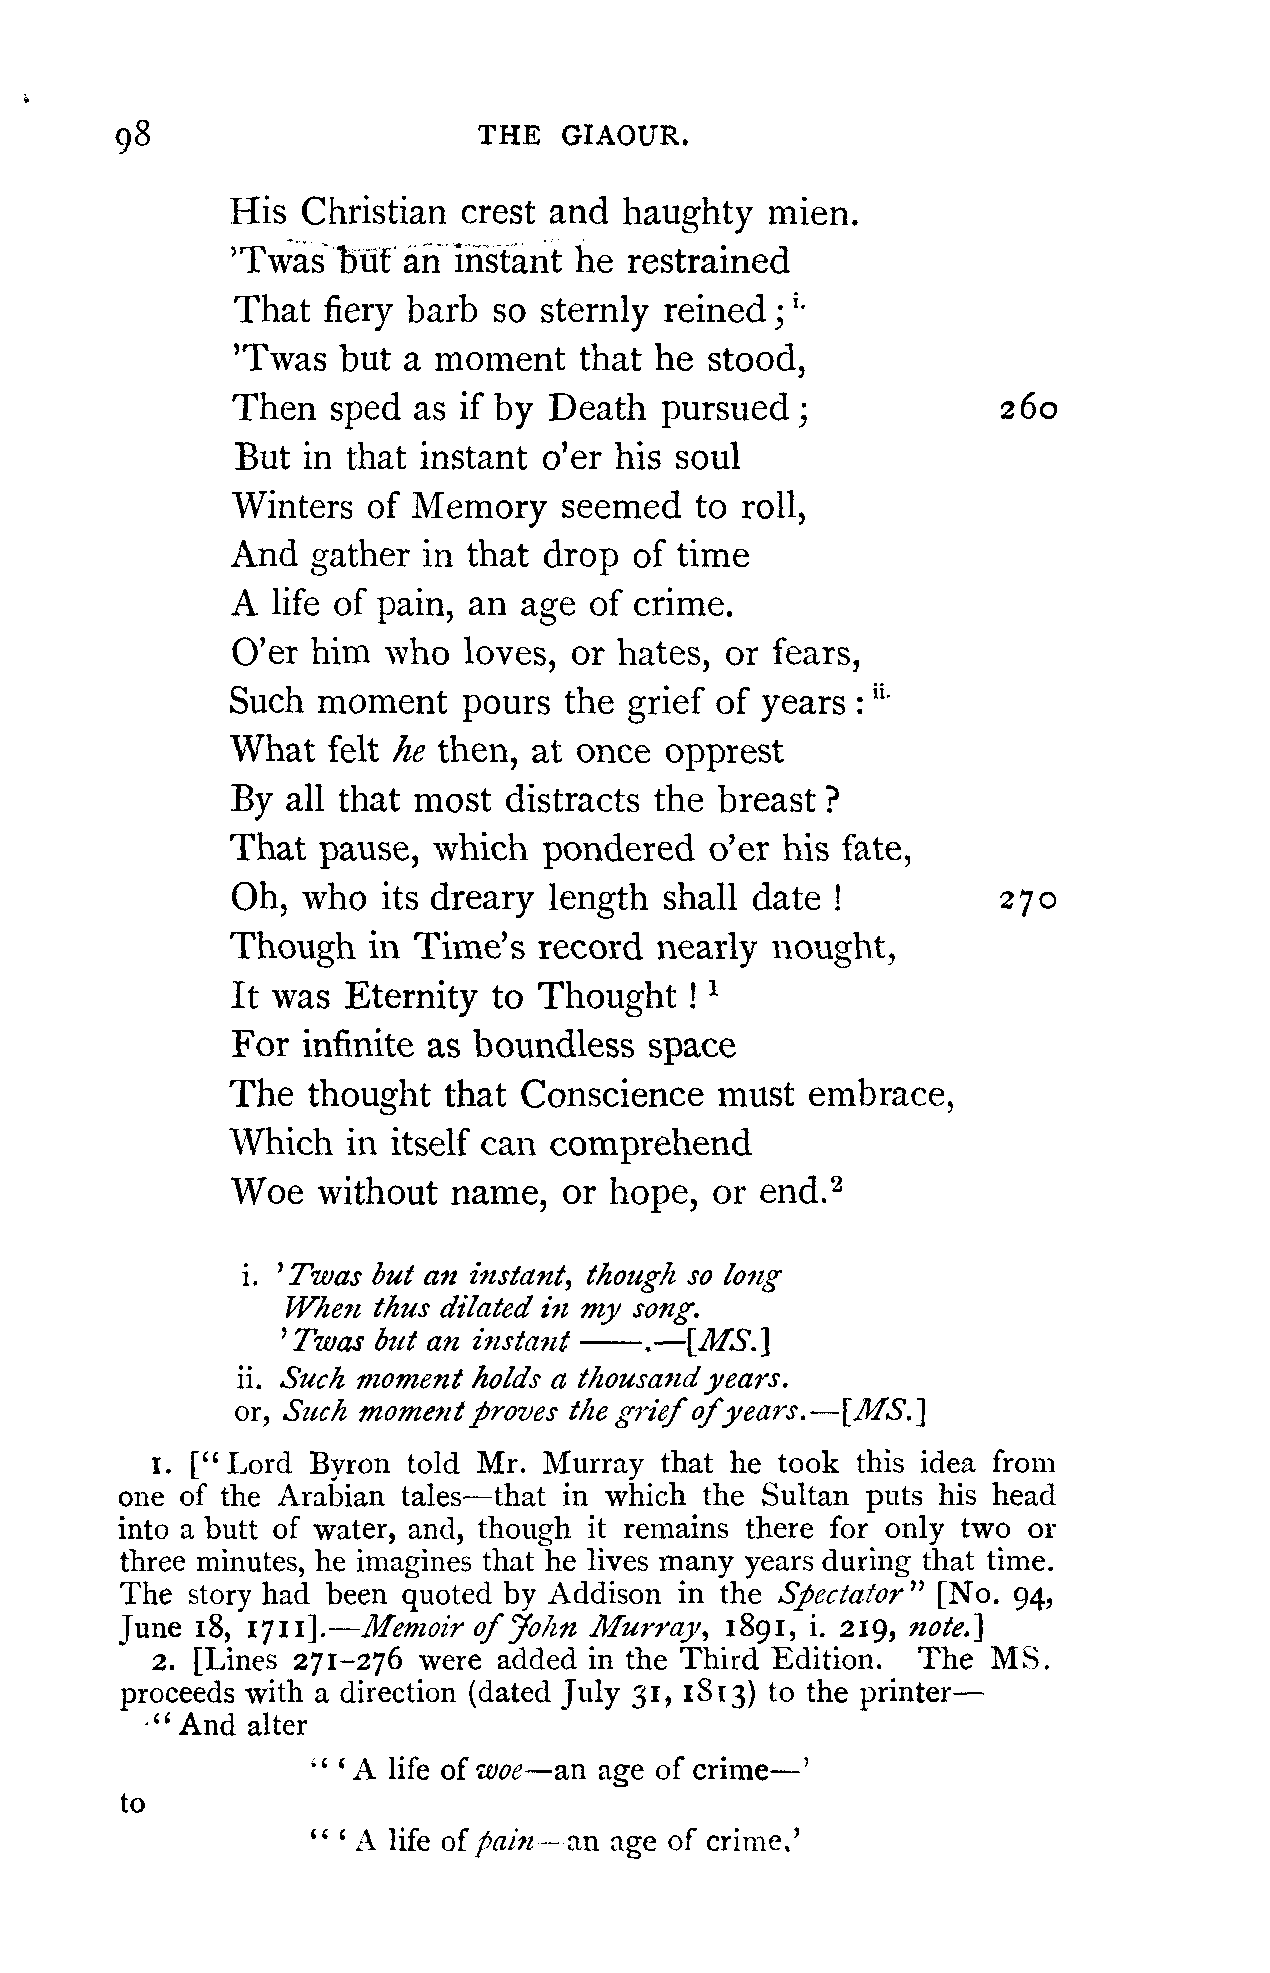 98 THE GIAOUR.
His Christian crest and haughty mien.
'Twas but an instant he restrained
That fiery barb so sternly reined ; i.
'Twas but a moment that he stood,
Then sped as if by Death pursued ; 260
But in that instant o'er his soul
Winters of Memory seemed to roll,
And gather in that drop of time
A life of pain, an age of crime.
O'er him who loves, or hates, or fears,
Such moment pours the grief of years : ii.
What felt he then, at once opprest
By all that most distracts the breast ?
That pause, which pondered o'er his fate,
Oh, who its dreary length shall date ! 270
Though in Time's record nearly nought,
It was Eternity to Thought ! 1
For infinite as boundless space
The thought that Conscience must embrace,
Which in itself can comprehend
Woe without name, or hope, or end.2
i. 'Twas but an instant, though so long
When thus dilated in my song.
'Twas but an instant ——.—[MS.]
ii. Such moment holds a thousand years.
or, Such moment proves the grief of years.—[MS.]
1. [“Lord Byron told Mr. Murray that he took this idea from
one of the Arabian tales—that in which the Sultan puts his head
into a butt of water, and, though it remains there for only two or
three minutes, he imagines that he lives many years during that time.
The story had been quoted by Addison in the Spectator” [No. 94,
June 18, 1711].—Memoir of John Murray, 1891, i. 219, note.]
2. [Lines 271-276 were added in the Third Edition. The MS.
proceeds with a direction (dated July 31, 1813) to the printer—
“And alter
“‘A life of woe—an age of crime—’
to
“‘A life of pain—an age of crime.’